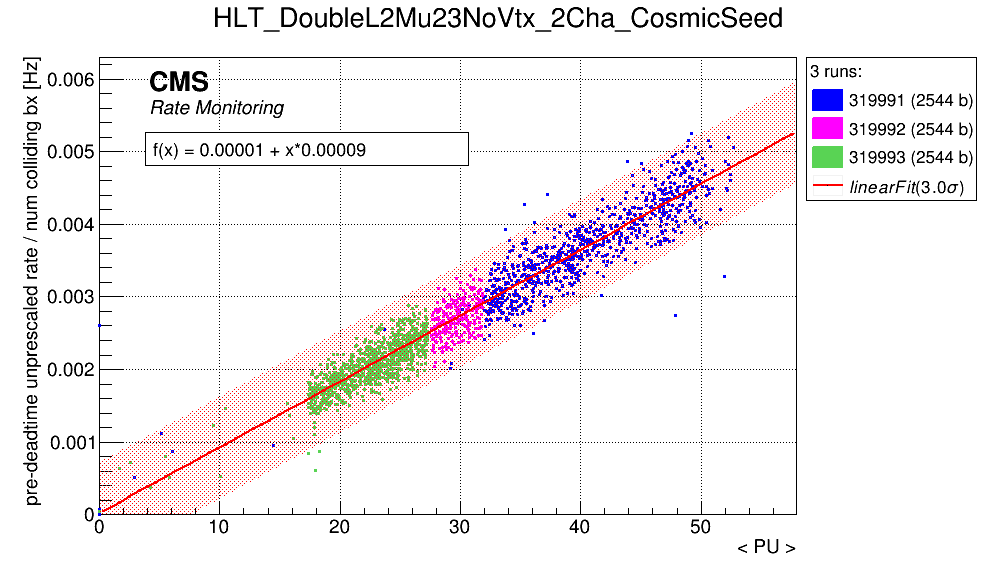 HLT_DoubleL2Mu23NoVtx_2Cha_CosmicSeed
pre-deadtime unprescaled rate / num colliding bx [Hz]
0.006
0.005
0.004
0.003
0.002
0.001
0
CMS
Rate Monitoring
f(x) = 0.00001 + x*0.00009
3 runs:
319991 (2544 b)
319992 (2544 b)
319993 (2544 b)
linearFit(3.0σ)
0 10 20 30 40 50
< PU >